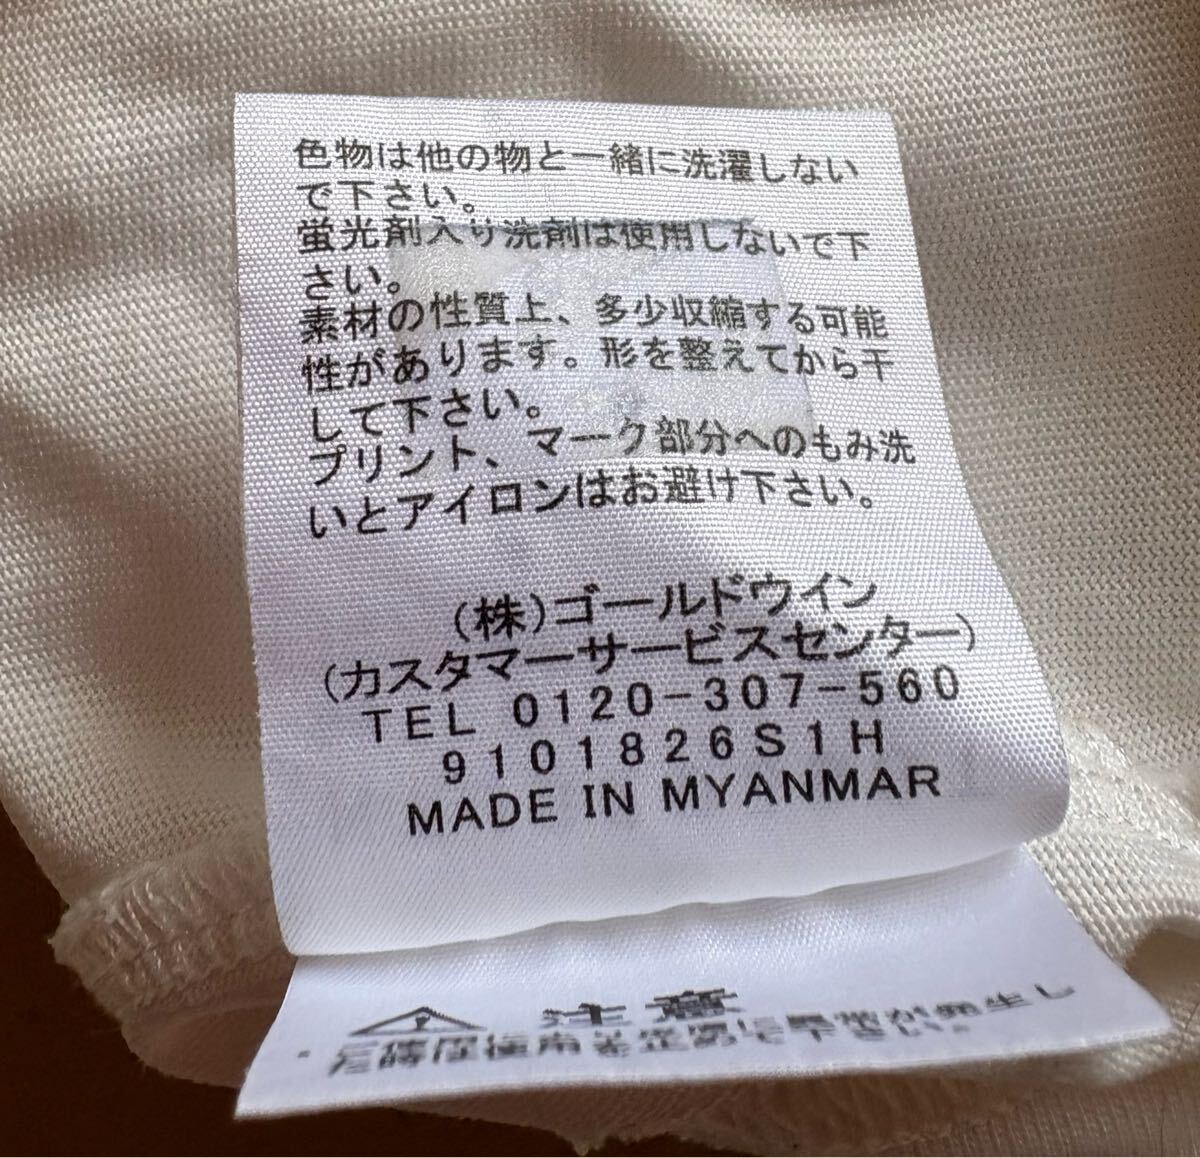 色物は他の物と一緒に洗濯しない
で下さい。
蛍光剤入り洗剤は使用しないで下
さい。
素材の性質上、多少収縮する可能
性があります。形を整えてから干
して下さい。
プリント、マーク部分へのもみ洗
いとアイロンはお避け下さい。
(株)ゴールドウイン
(カスタマーサービスセンター)
TEL 0120-307-560
9101826S1H
MADE IN MYANMAR
注意